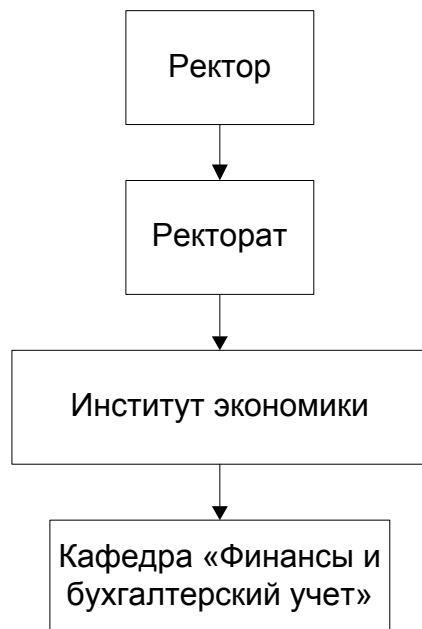 Ректор
Ректорат
Институт экономики
Кафедра «Финансы и
бухгалтерский учет»